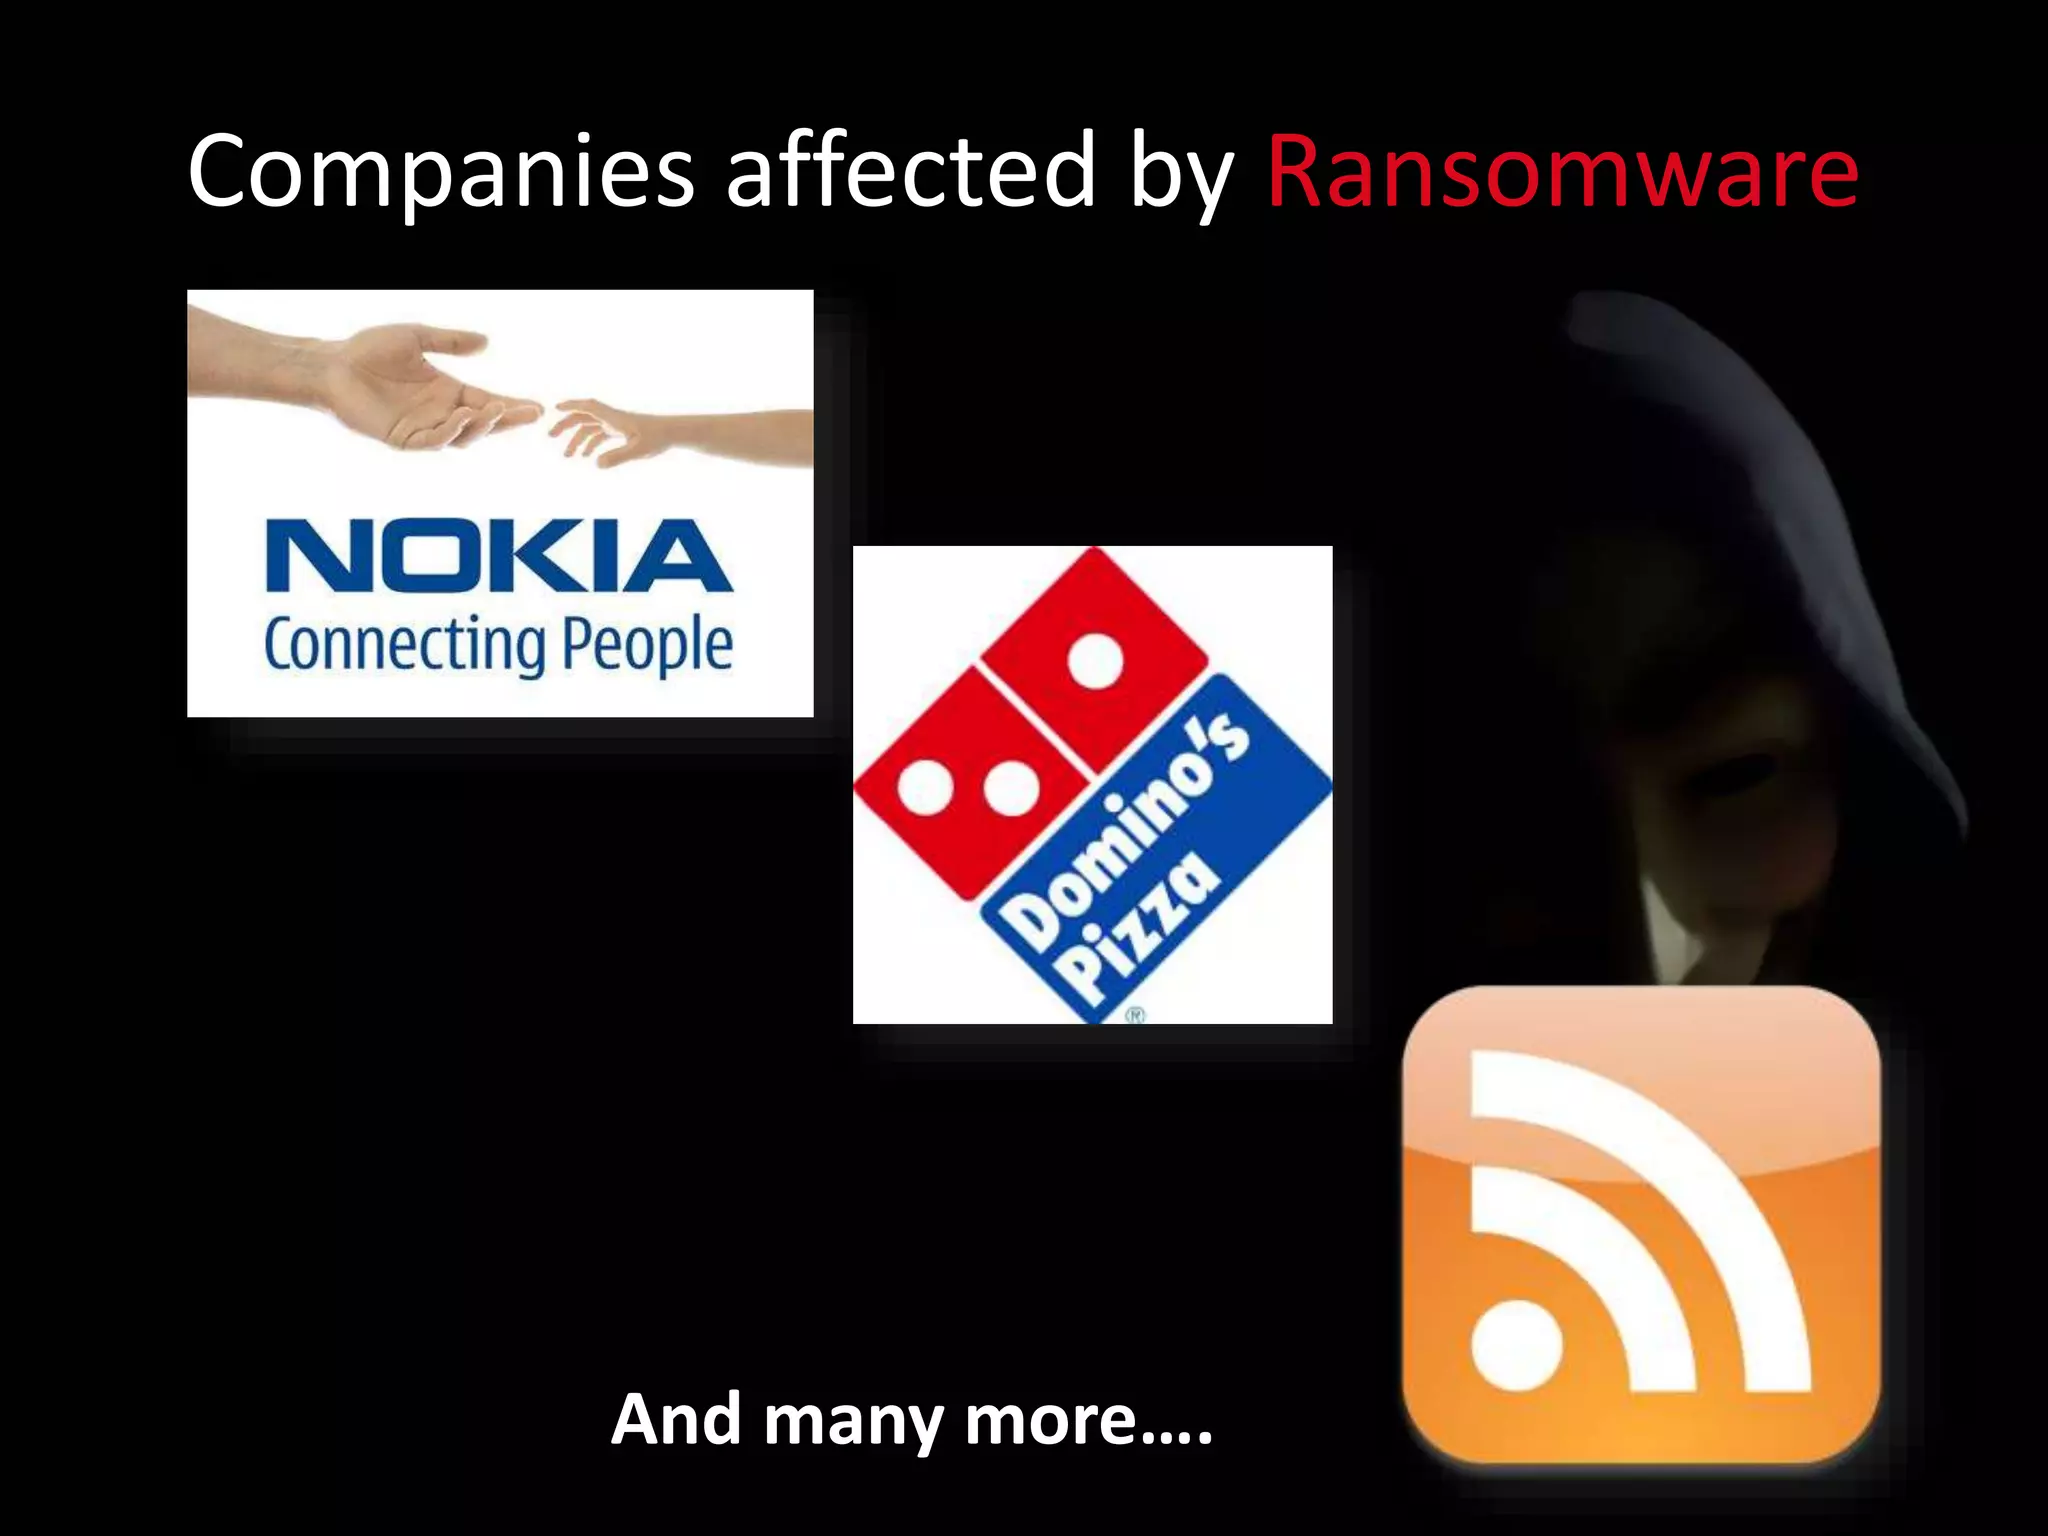 Companies affected by Ransomware
NOKIA
Connecting People
Domino's
Pizza
®
And many more....